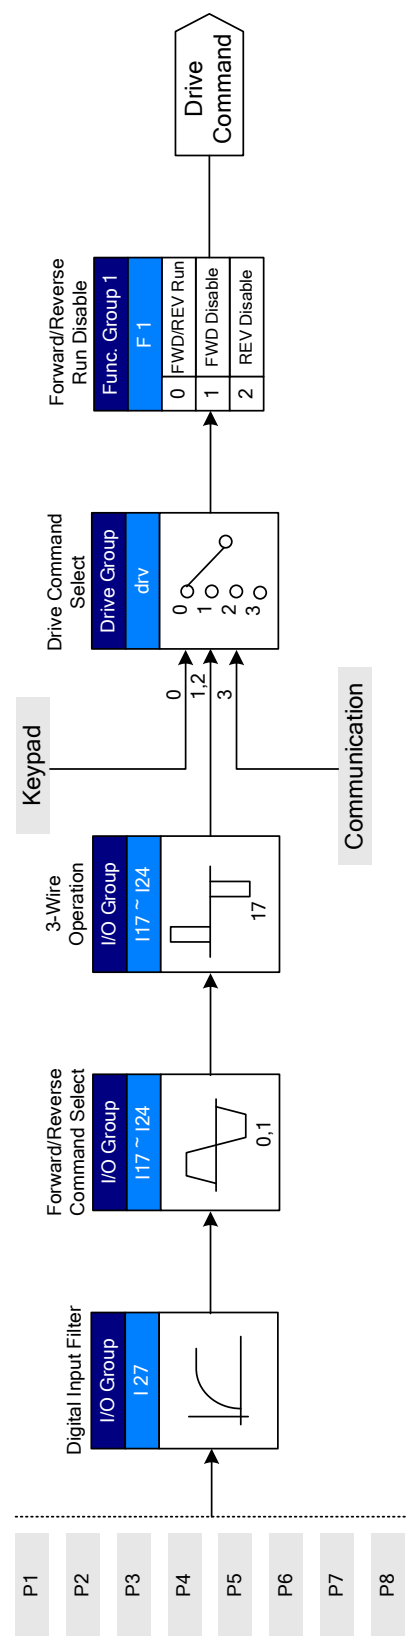 P1
P2
P3
P4
P5
P6
P7
P8
Digital Input Filter
I/O Group
I 27
Forward/Reverse
Command Select
I/O Group
I17 ~ I24
0,1
3-Wire
Operation
I/O Group
I17 ~ I24
17
Keypad
Communication
0
1,2
3
Drive Command
Select
Drive Group
drv
0
1
2
3
Forward/Reverse
Run Disable
Func. Group 1
F 1
0 FWD/REV Run
1 FWD Disable
2 REV Disable
Drive
Command